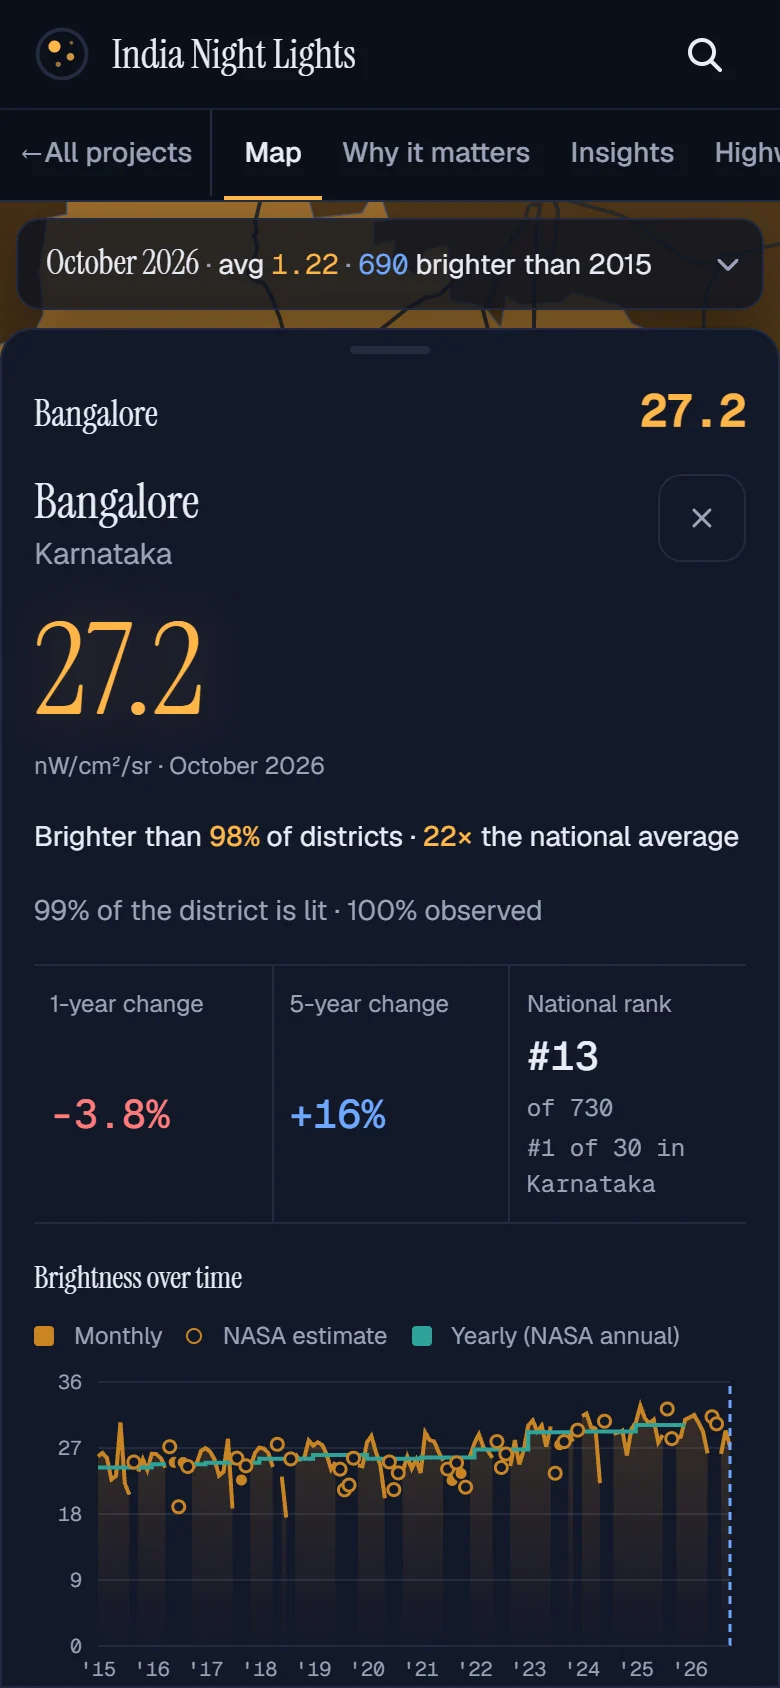 India Night Lights
←All projects Map Why it matters Insights Highw
October 2026 · avg 1.22 · 690 brighter than 2015
Bangalore 27.2
Bangalore
Karnataka
27.2
nW/cm²/sr · October 2026
Brighter than 98% of districts · 22× the national average
99% of the district is lit · 100% observed
1-year change 5-year change National rank
#13
-3.8% +16% of 730
#1 of 30 in
Karnataka
Brightness over time
Monthly NASA estimate Yearly (NASA annual)
36
27
18
9
0
'15 '16 '17 '18 '19 '20 '21 '22 '23 '24 '25 '26